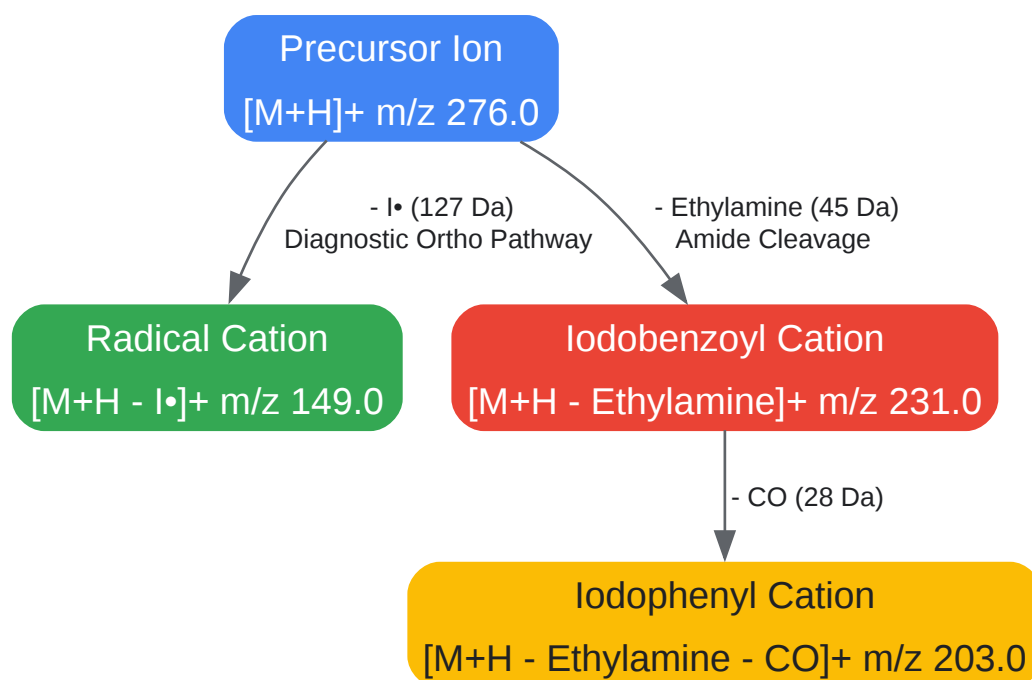 Precursor Ion
[M+H]+ m/z 276.0
- I• (127 Da)
Diagnostic Ortho Pathway
- Ethylamine (45 Da)
Amide Cleavage
Radical Cation
[M+H - I•]+ m/z 149.0
Iodobenzoyl Cation
[M+H - Ethylamine]+ m/z 231.0
- CO (28 Da)
Iodophenyl Cation
[M+H - Ethylamine - CO]+ m/z 203.0